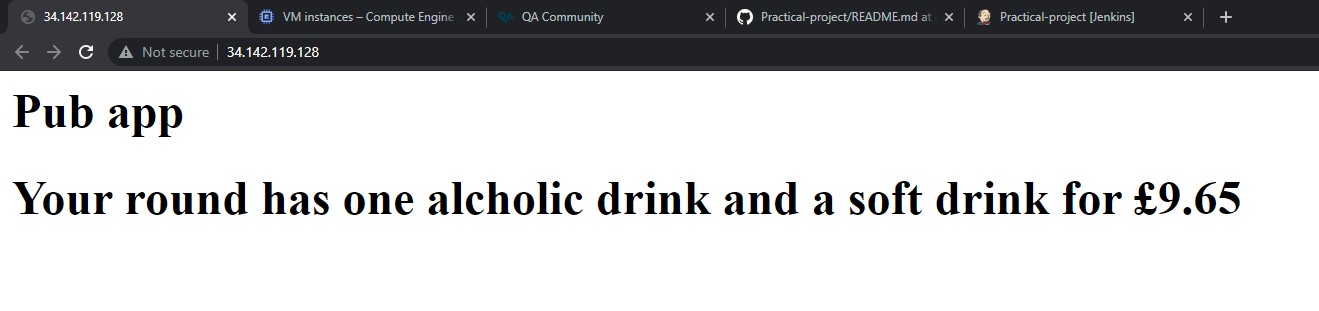 34.142.119.128
VM instances – Compute Engine
QA Community
Practical-project/README.md at
Practical-project [Jenkins]
Not secure
34.142.119.128
Pub app
Your round has one alcholic drink and a soft drink for £9.65